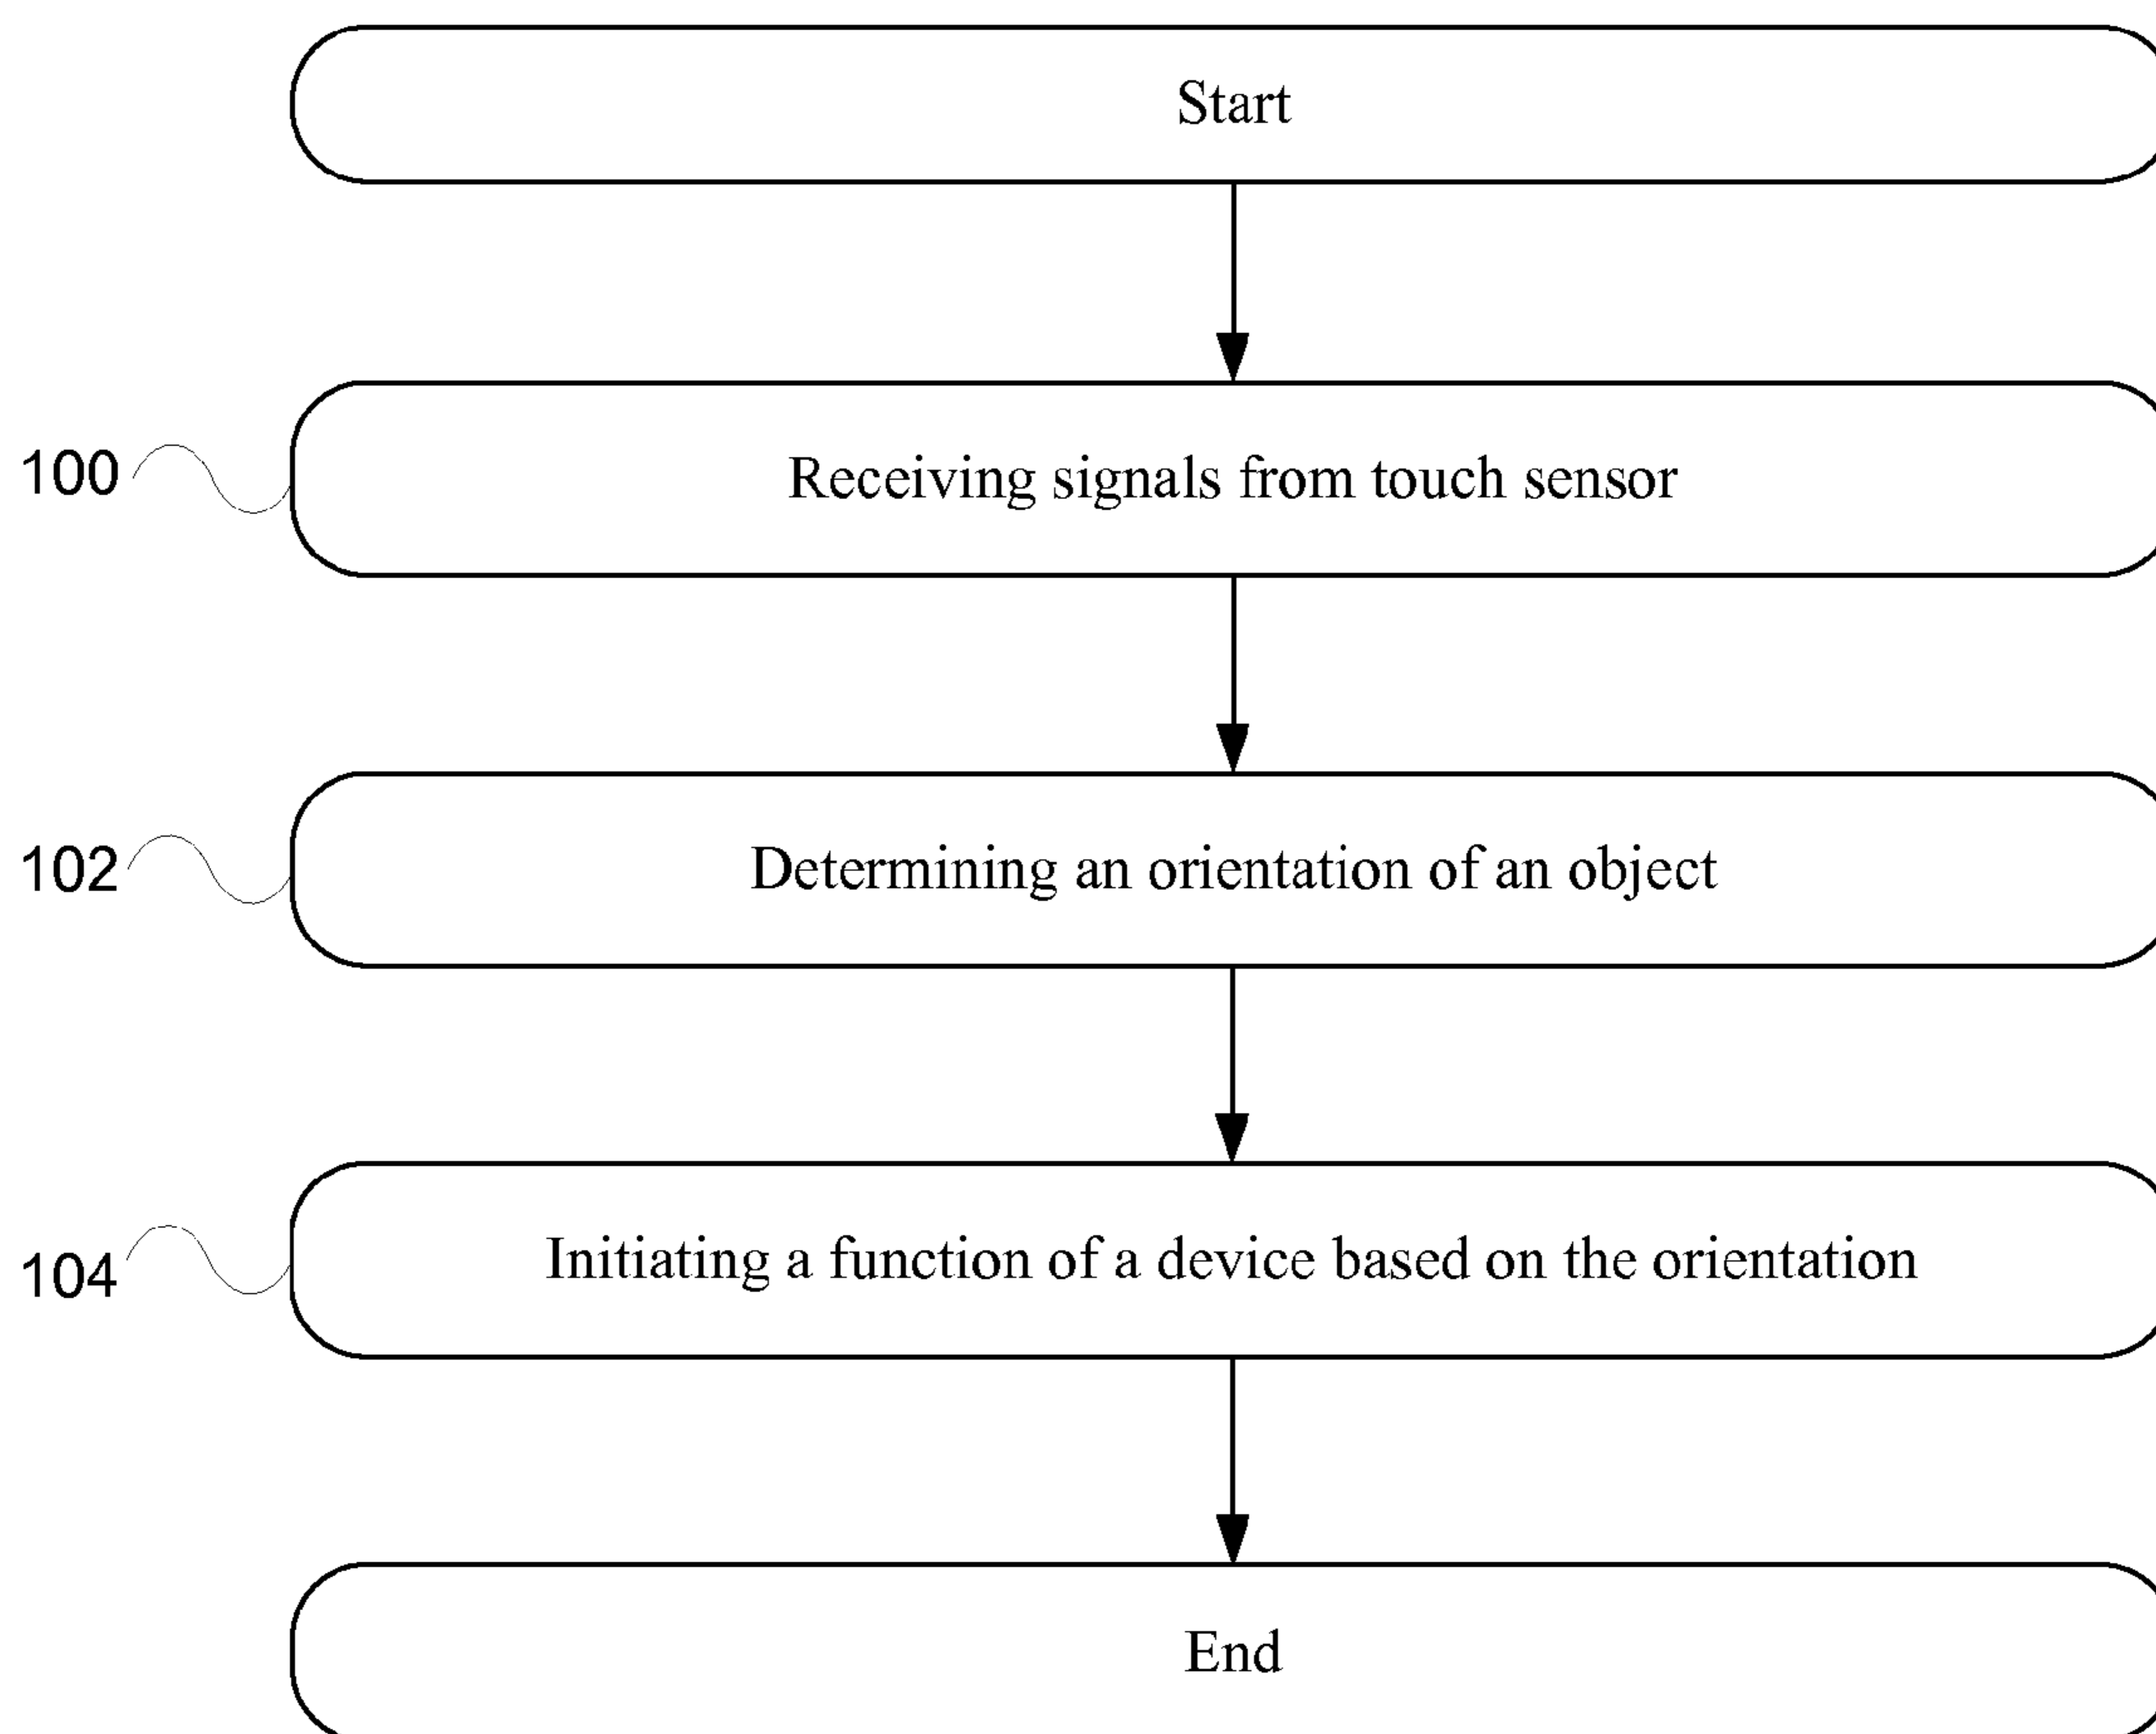 Start
100
Receiving signals from touch sensor
102
Determining an orientation of an object
104
Initiating a function of a device based on the orientation
End